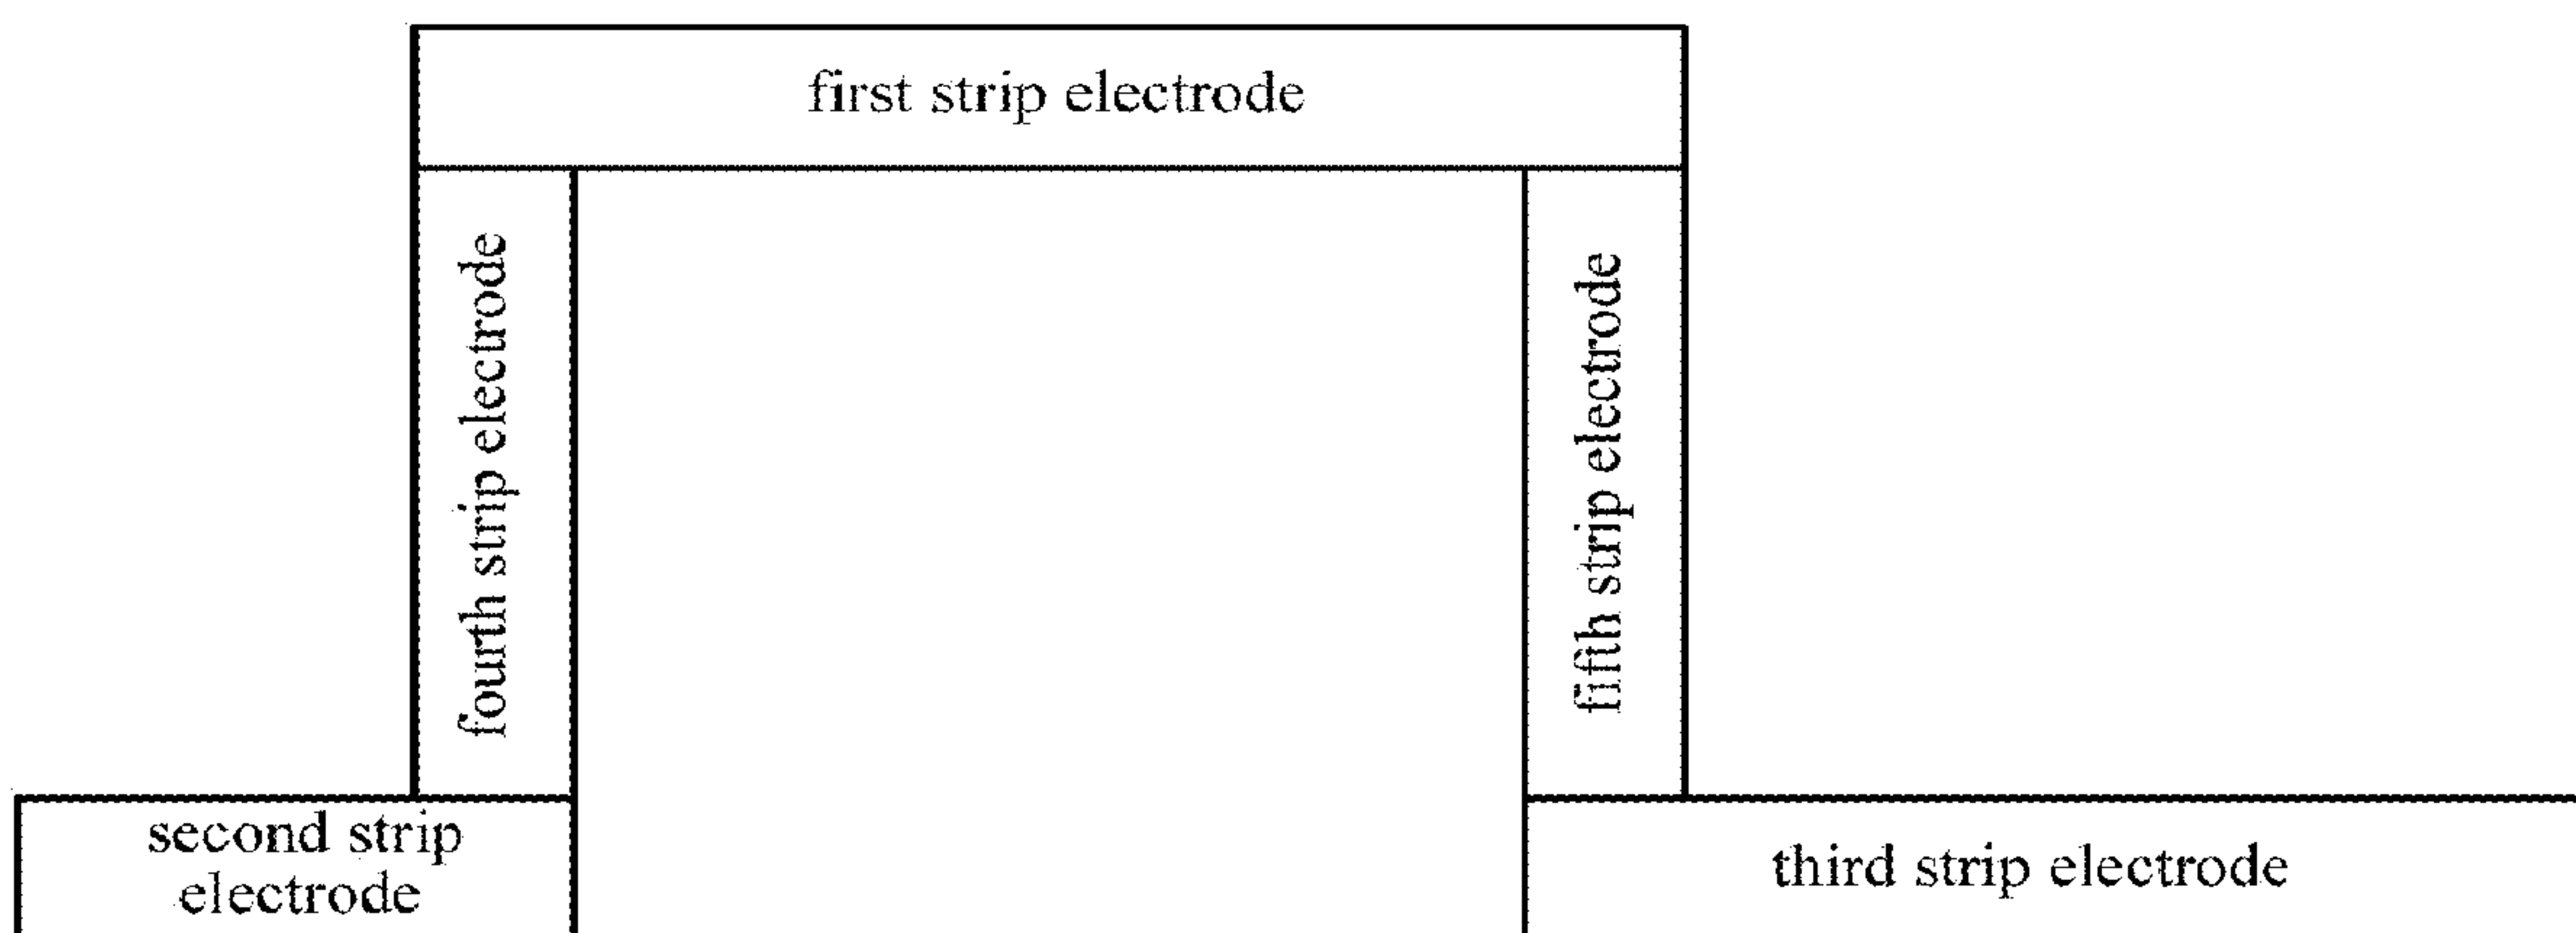 first strip electrode
fourth strip electrode
fifth strip electrode
second strip
electrode
third strip electrode